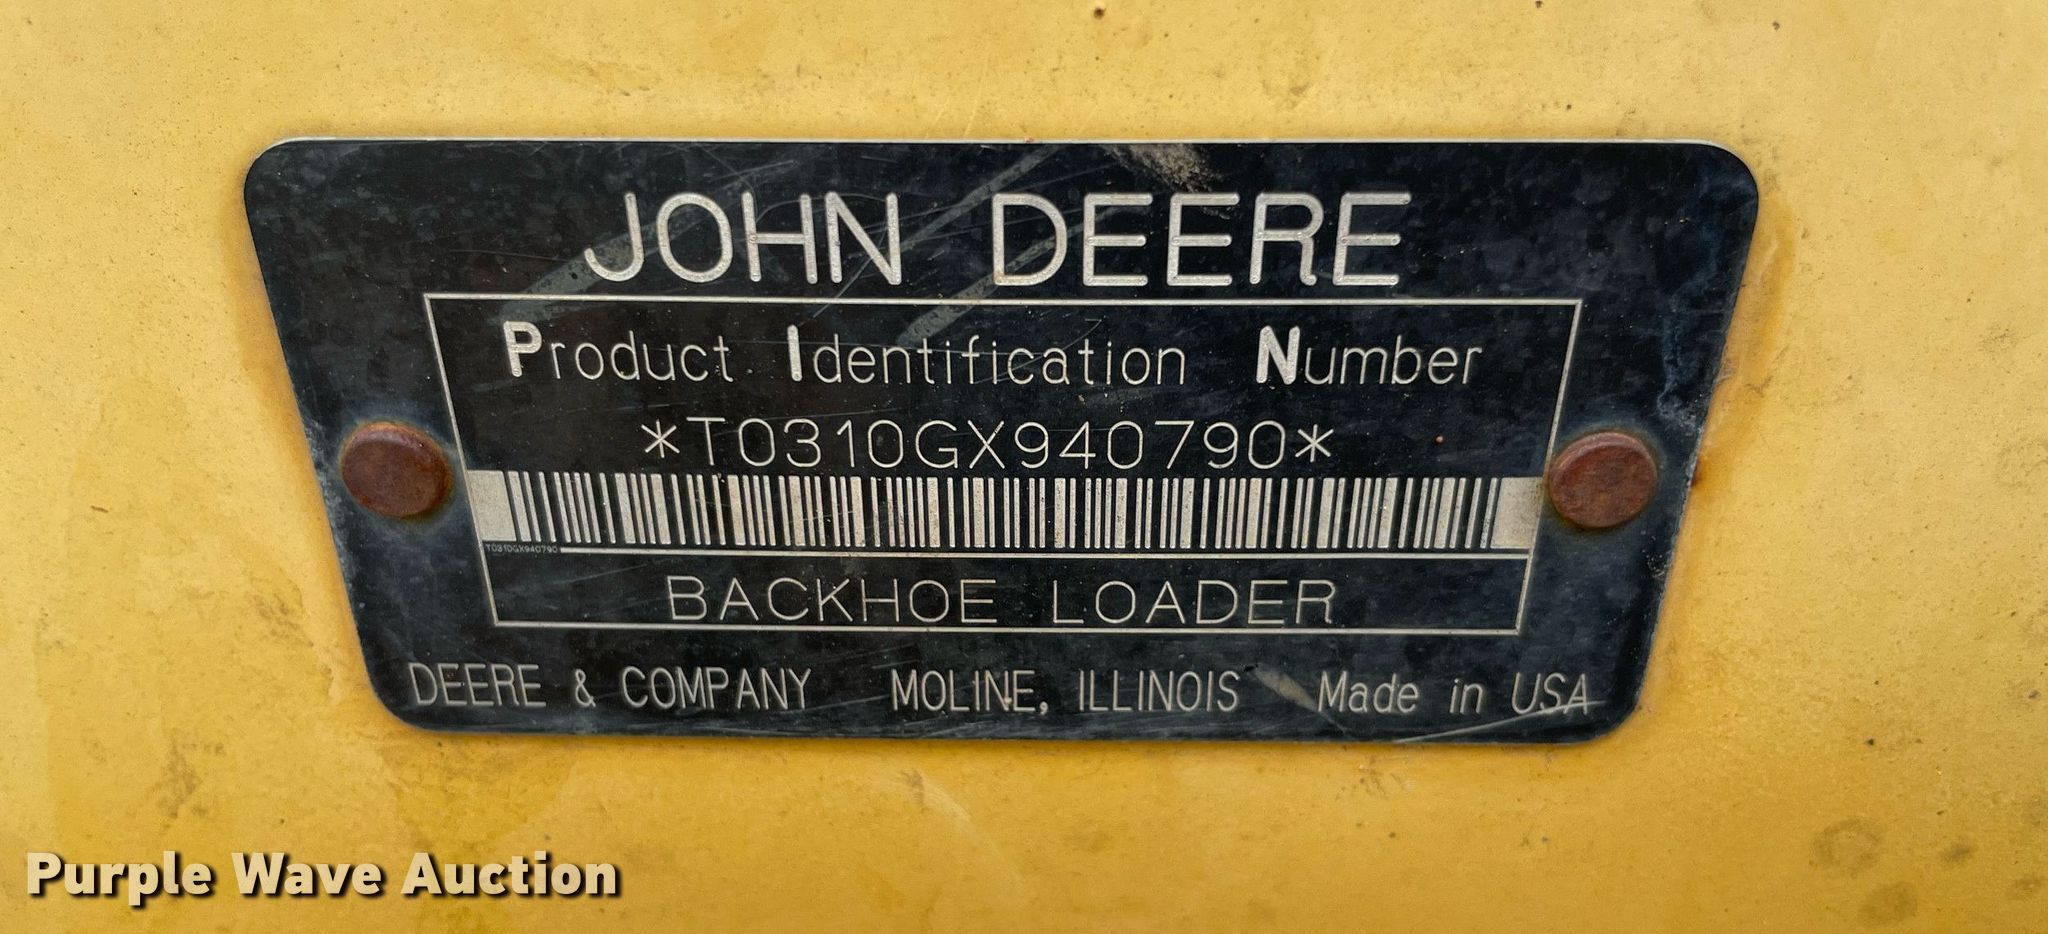 JOHN DEERE
Product Identification Number
*T0310GX940790*
T0310GX940790
BACKHOE LOADER
DEERE & COMPANY MOLINE, ILLINOIS Made in USA
Purple Wave Auction